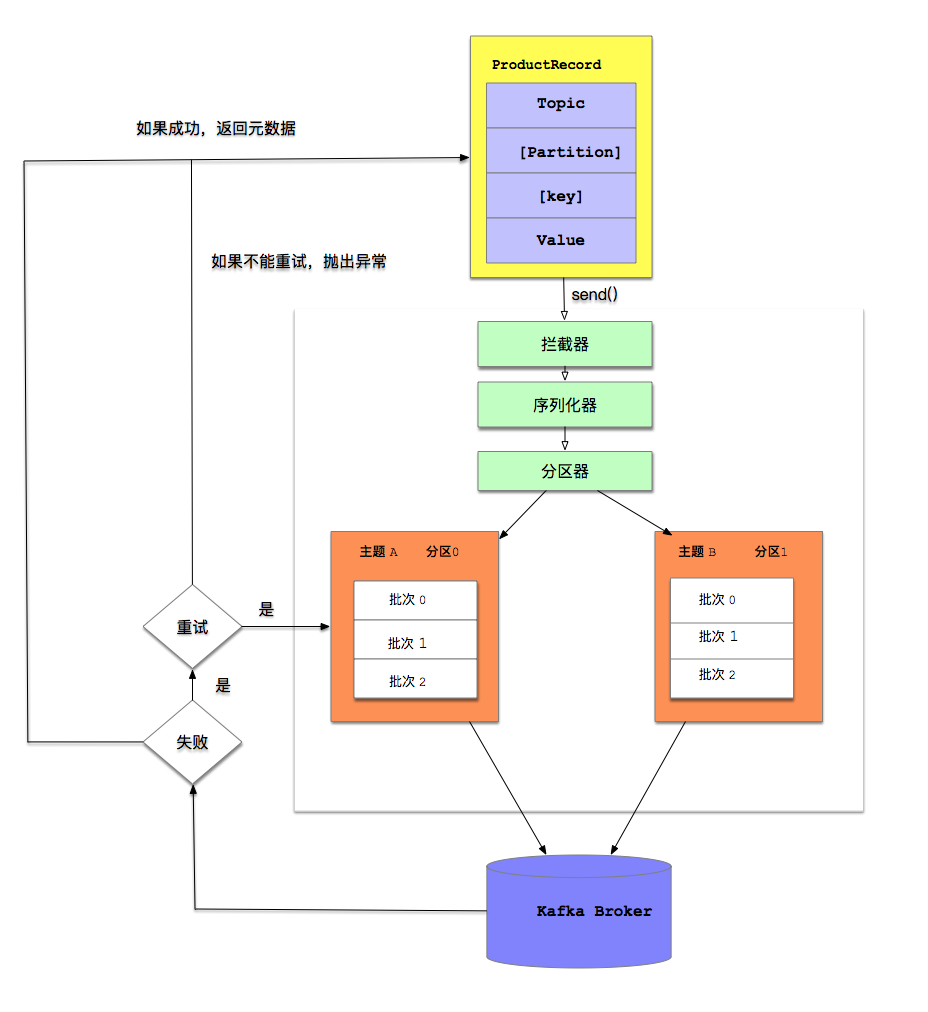 ProductRecord
Topic
[Partition]
[key]
Value
如果成功，返回元数据
如果不能重试，抛出异常
send()
拦截器
序列化器
分区器
主题 A 分区0
批次 0
批次 1
批次 2
主题 B 分区1
批次 0
批次 1
批次 2
重试
是
是
失败
Kafka Broker